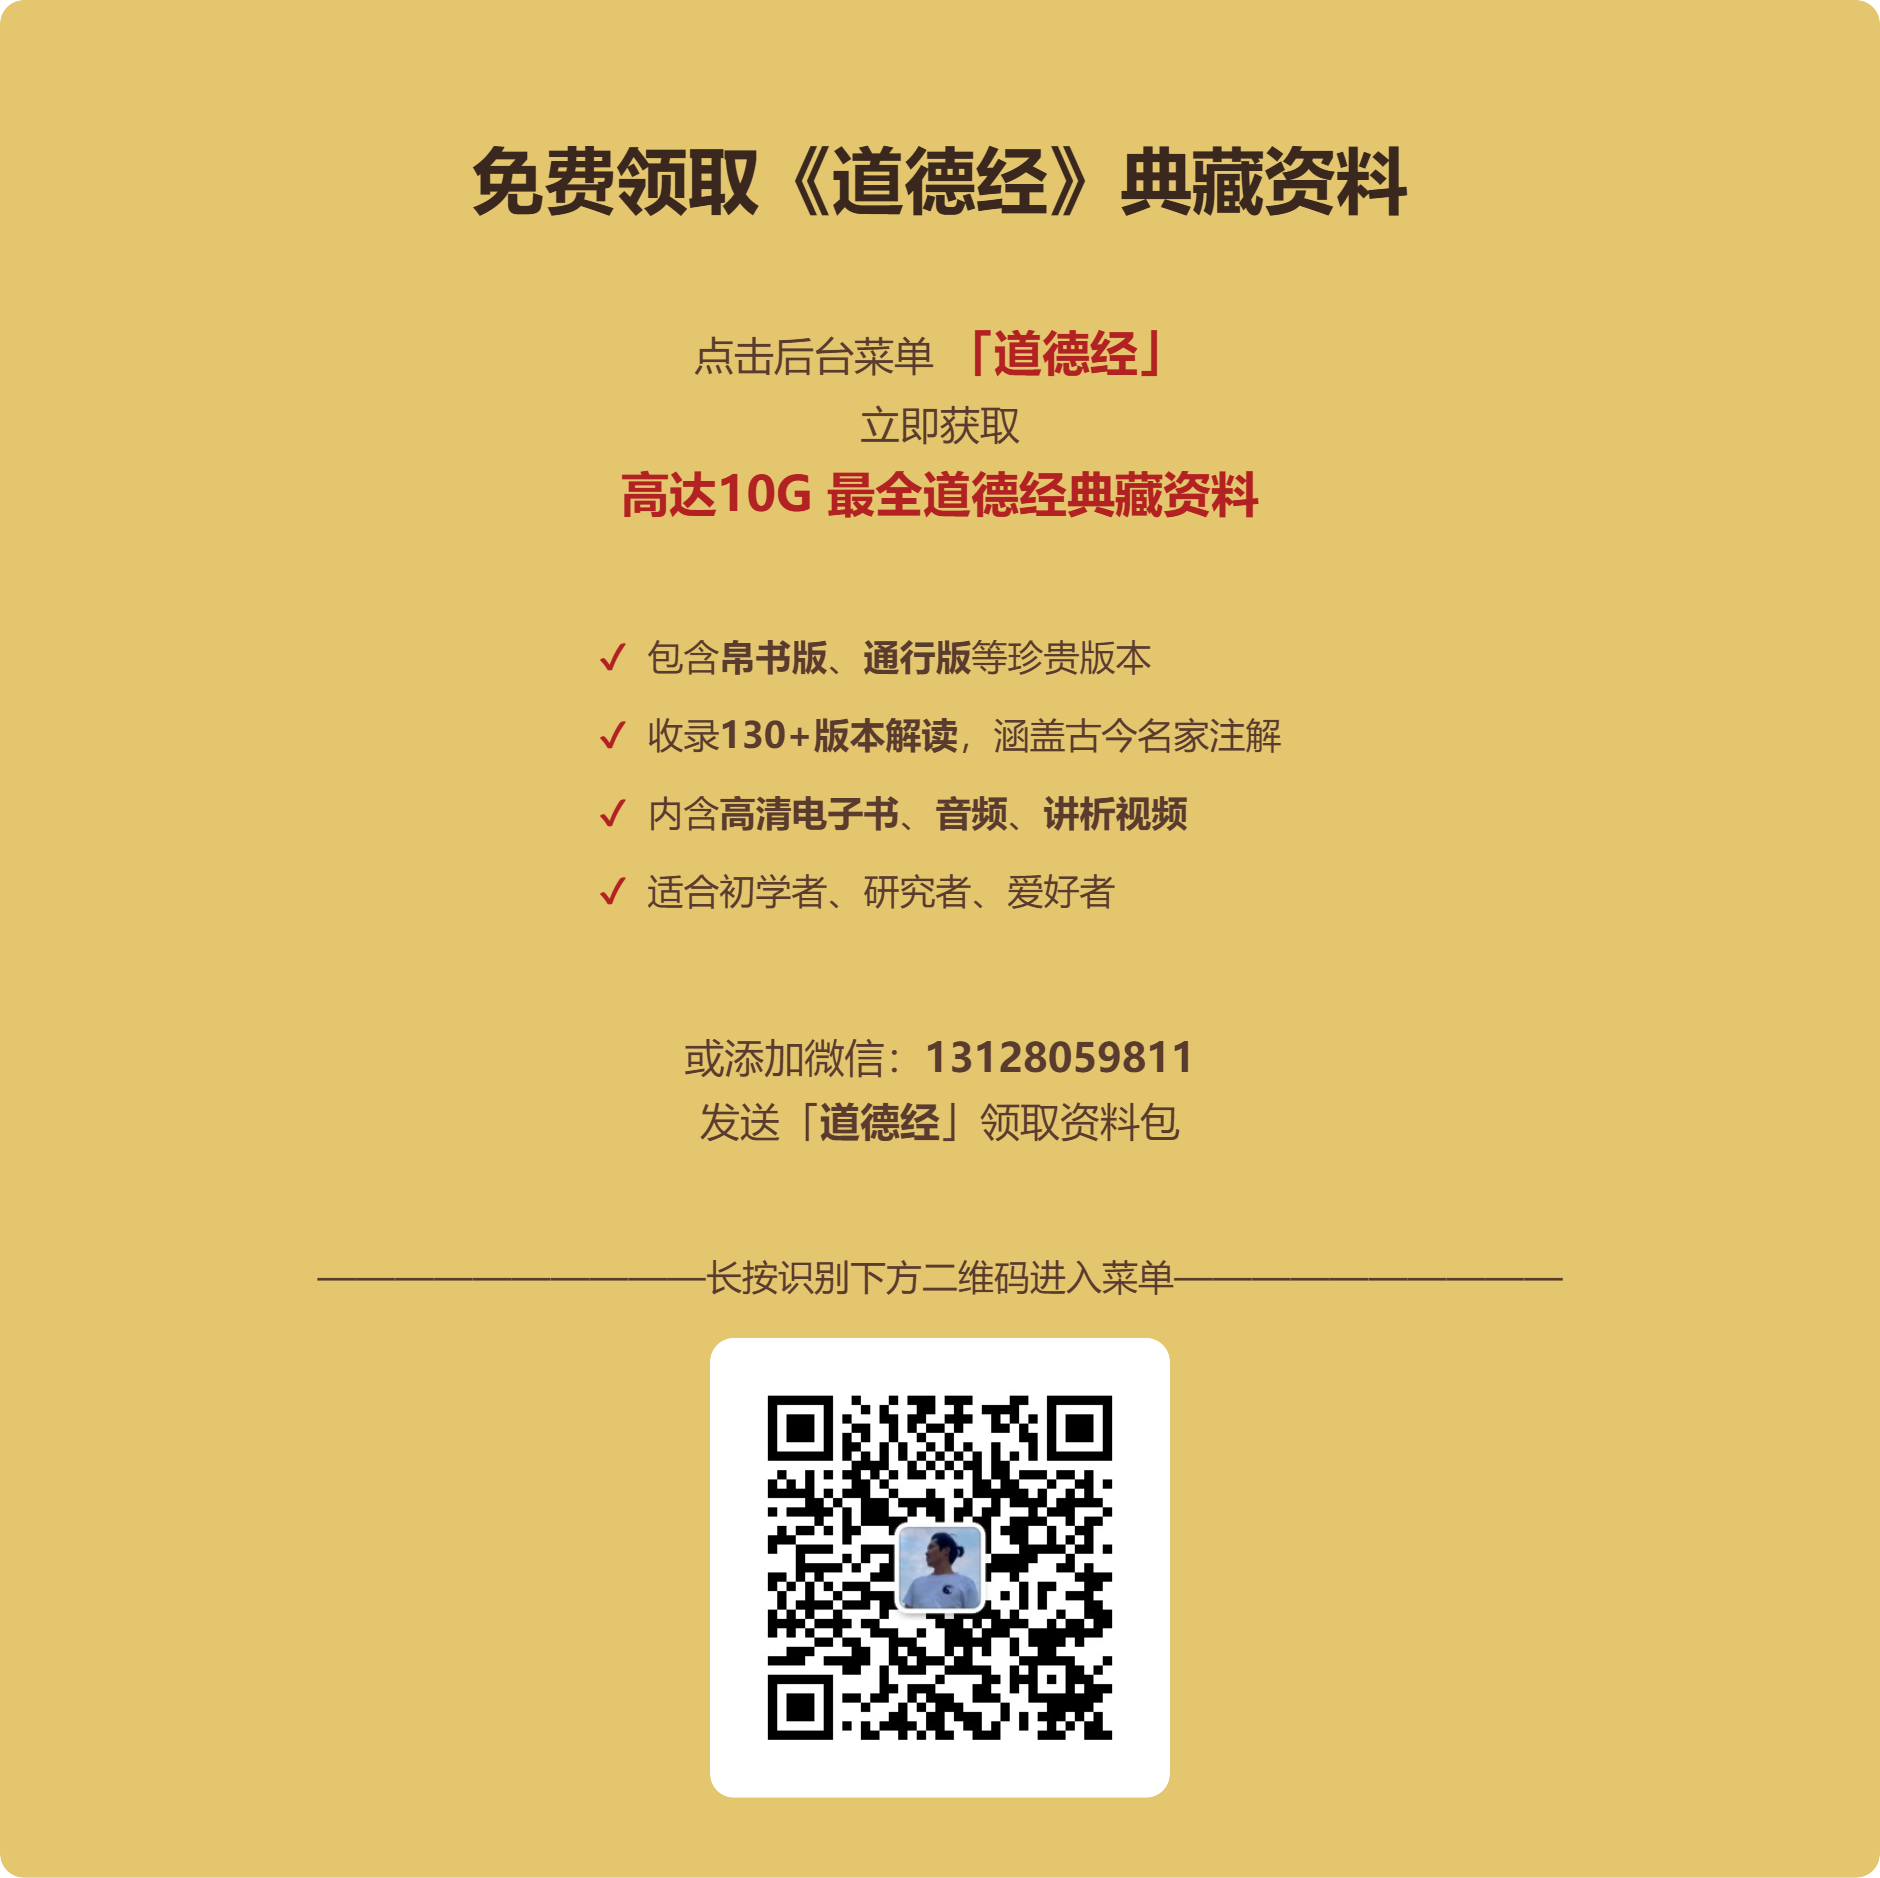 免费领取《道德经》典藏资料
点击后台菜单「道德经」
立即获取
高达10G 最全道德经典藏资料
✓ 包含帛书版、通行版等珍贵版本
✓ 收录130+版本解读，涵盖古今名家注解
✓ 内含高清电子书、音频、讲析视频
✓ 适合初学者、研究者、爱好者
或添加微信：13128059811
发送「道德经」领取资料包
——————————长按识别下方二维码进入菜单——————————